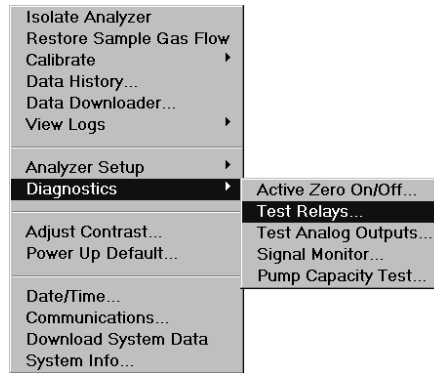 Isolate Analyzer
Restore Sample Gas Flow
Calibrate
Data History...
Data Downloader...
View Logs
Analyzer Setup
Diagnostics
Active Zero On/Off...
Test Relays...
Test Analog Outputs...
Signal Monitor...
Pump Capacity Test...
Adjust Contrast...
Power Up Default...
Date/Time...
Communications...
Download System Data
System Info...